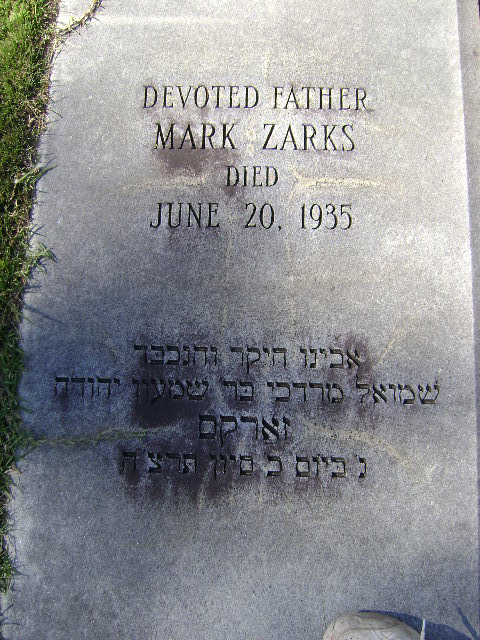 DEVOTED FATHER
MARK ZARKS
DIED
JUNE 20, 1935
אבינו היקר והנכבד
שמואל מרדכי בר שמעון יהודה
זארקס
נ ביום כ סיון תרצ ה